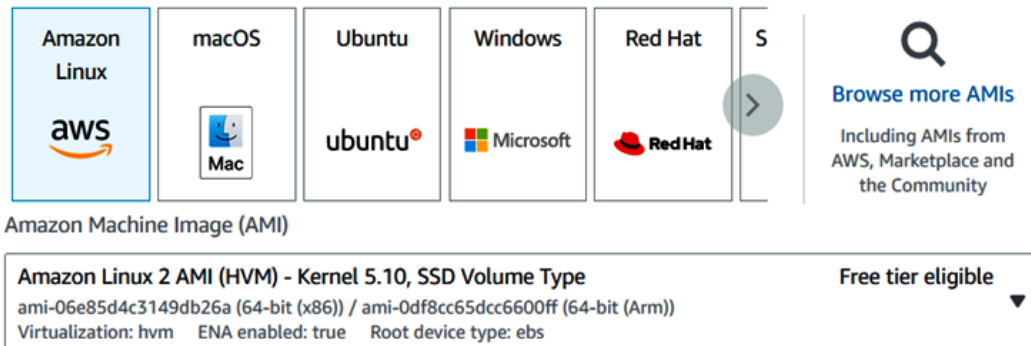 Amazon Linux
macOS
Ubuntu
Windows
Red Hat
S
aws
Mac
ubuntu
Microsoft
Red Hat
Browse more AMIs
Including AMIs from
AWS, Marketplace and
the Community
Amazon Machine Image (AMI)
Amazon Linux 2 AMI (HVM) - Kernel 5.10, SSD Volume Type
Free tier eligible
ami-06e85d4c3149db26a (64-bit (x86)) / ami-0df8cc65dcc6600ff (64-bit (Arm))
Virtualization: hvm ENA enabled: true Root device type: ebs